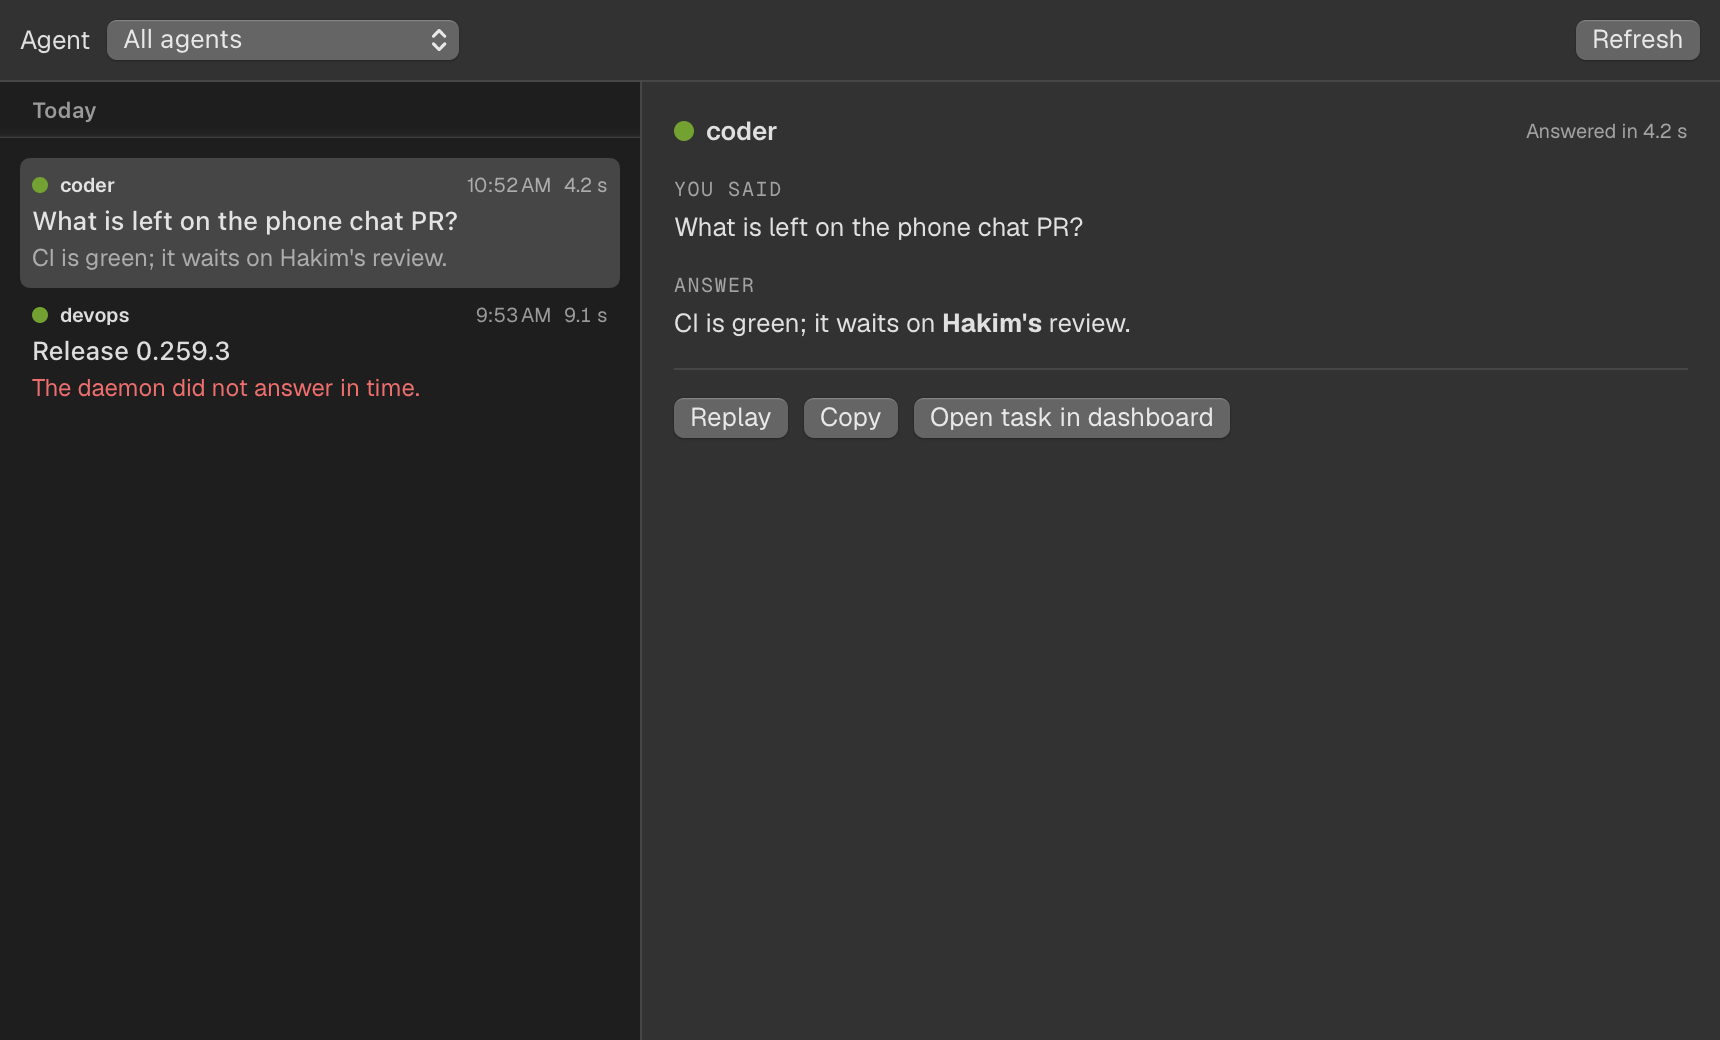 Agent
All agents
Refresh
Today
coder 10:52 AM 4.2 s
What is left on the phone chat PR?
CI is green; it waits on Hakim's review.
devops 9:53 AM 9.1 s
Release 0.259.3
The daemon did not answer in time.
coder
Answered in 4.2 s
YOU SAID
What is left on the phone chat PR?
ANSWER
CI is green; it waits on Hakim's review.
Replay
Copy
Open task in dashboard